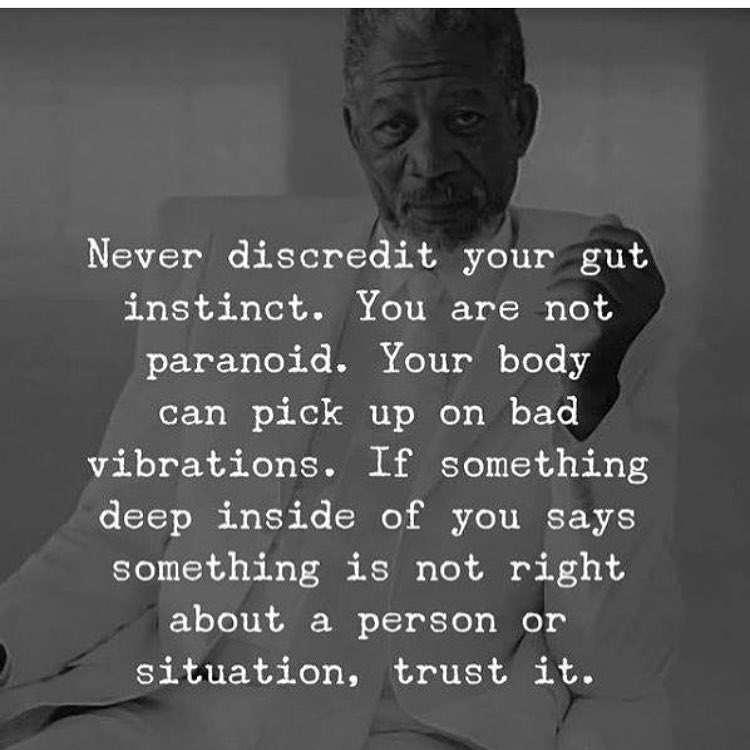 Never discredit your gut
instinct. You are not
paranoid. Your body
can pick up on bad
vibrations. If something
deep inside of you says
something is not right
about a person or
situation, trust it.